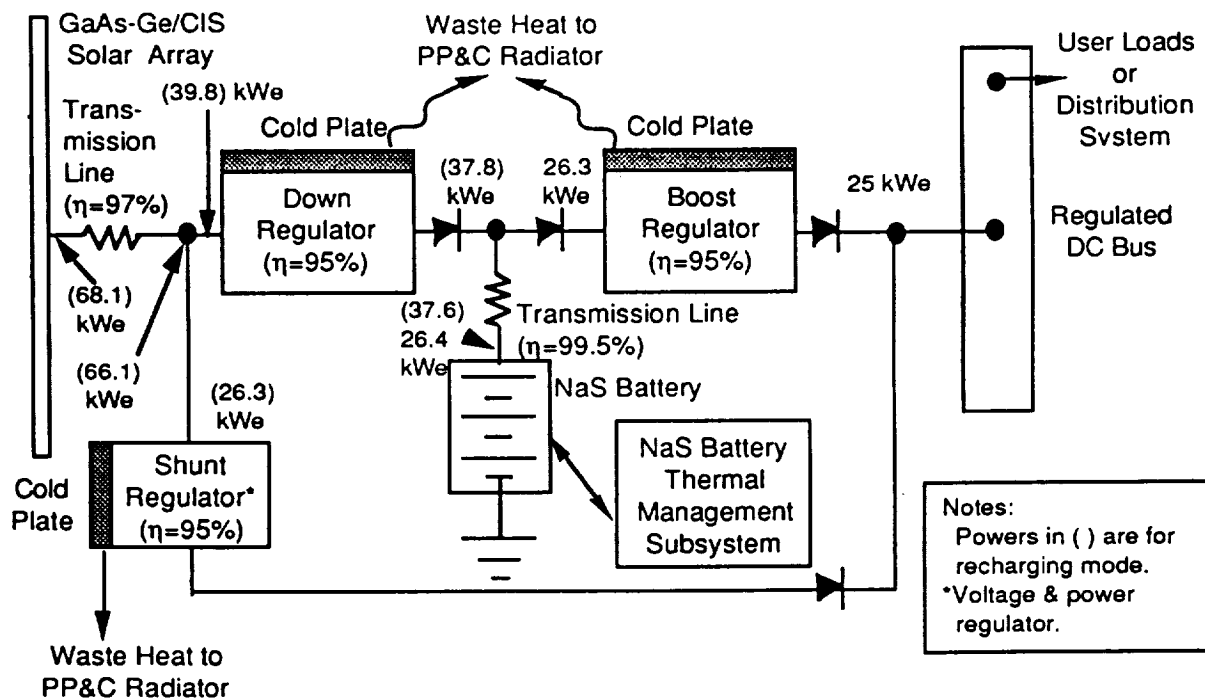 GaAs-Ge/CIS
Solar Array
Waste Heat to
PP&C Radiator
User Loads
or
Distribution
Svstem
(39.8) kWe
Trans-
mission
Line
(η=97%)
Cold Plate
Cold Plate
(37.8)
kWe
26.3
kWe
25 kWe
Down
Regulator
(η=95%)
Boost
Regulator
(η=95%)
Regulated
DC Bus
(68.1)
kWe
(66.1)
kWe
(37.6)
26.4
kWe
Transmission Line
(η=99.5%)
NaS Battery
(26.3)
kWe
Cold
Plate
Shunt
Regulator*
(η=95%)
NaS Battery
Thermal
Management
Subsystem
Notes:
Powers in ( ) are for
recharging mode.
*Voltage & power
regulator.
Waste Heat to
PP&C Radiator